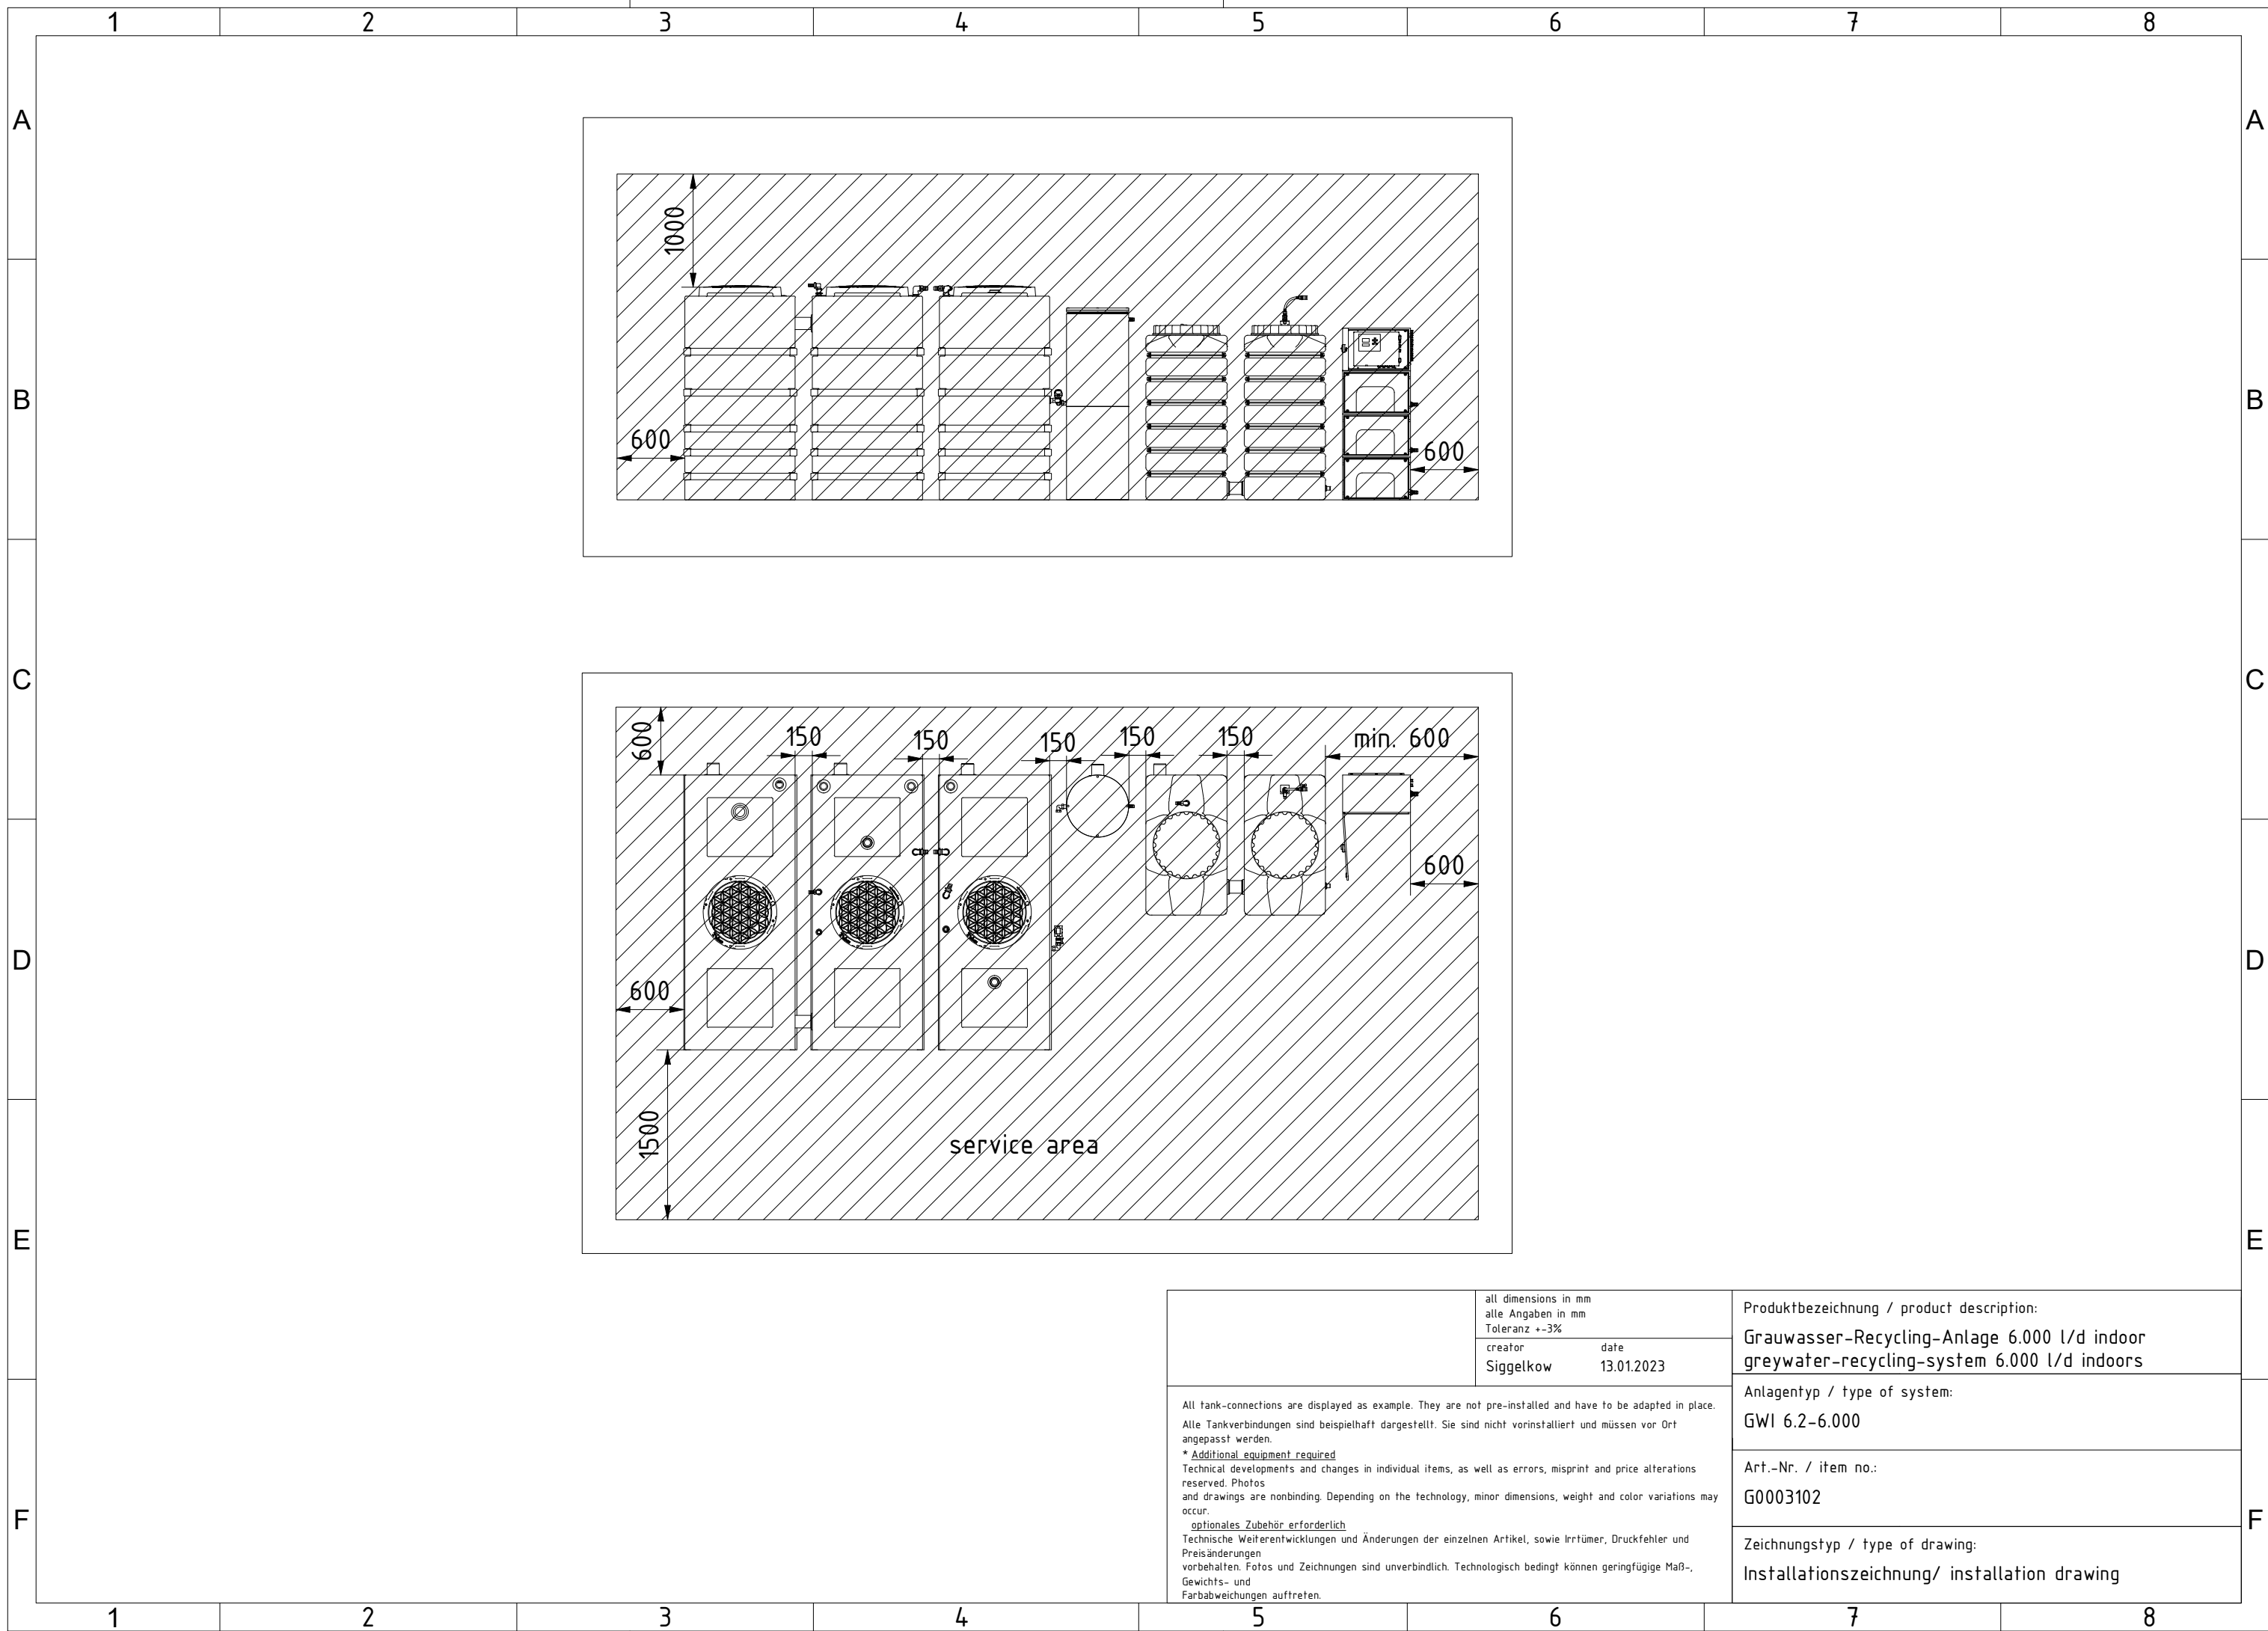 1 2 3 4 5 6 7 8
A A
1000
B B
600 600
C C
600 150 150 150 150 150 min. 600
600
D D
600
1500
service area
E E
all dimensions in mm
alle Angaben in mm
Toleranz +-3%
creator date
Siggelkow 13.01.2023
Produktbezeichnung / product description:
Grauwasser-Recycling-Anlage 6.000 l/d indoor
greywater-recycling-system 6.000 l/d indoors
Anlagentyp / type of system:
GWI 6.2-6.000
Art.-Nr. / item no.:
G0003102
Zeichnungstyp / type of drawing:
Installationszeichnung/ installation drawing
All tank-connections are displayed as example. They are not pre-installed and have to be adapted in place.
Alle Tankverbindungen sind beispielhaft dargestellt. Sie sind nicht vorinstalliert und müssen vor Ort
angepasst werden.
* Additional equipment required
Technical developments and changes in individual items, as well as errors, misprint and price alterations
reserved. Photos
and drawings are nonbinding. Depending on the technology, minor dimensions, weight and color variations may
occur.
optionales Zubehör erforderlich
Technische Weiterentwicklungen und Änderungen der einzelnen Artikel, sowie Irrtümer, Druckfehler und
Preisänderungen
vorbehalten. Fotos und Zeichnungen sind unverbindlich. Technologisch bedingt können geringfügige Maß-,
Gewichts- und
Farbabweichungen auftreten.
F F
1 2 3 4 5 6 7 8